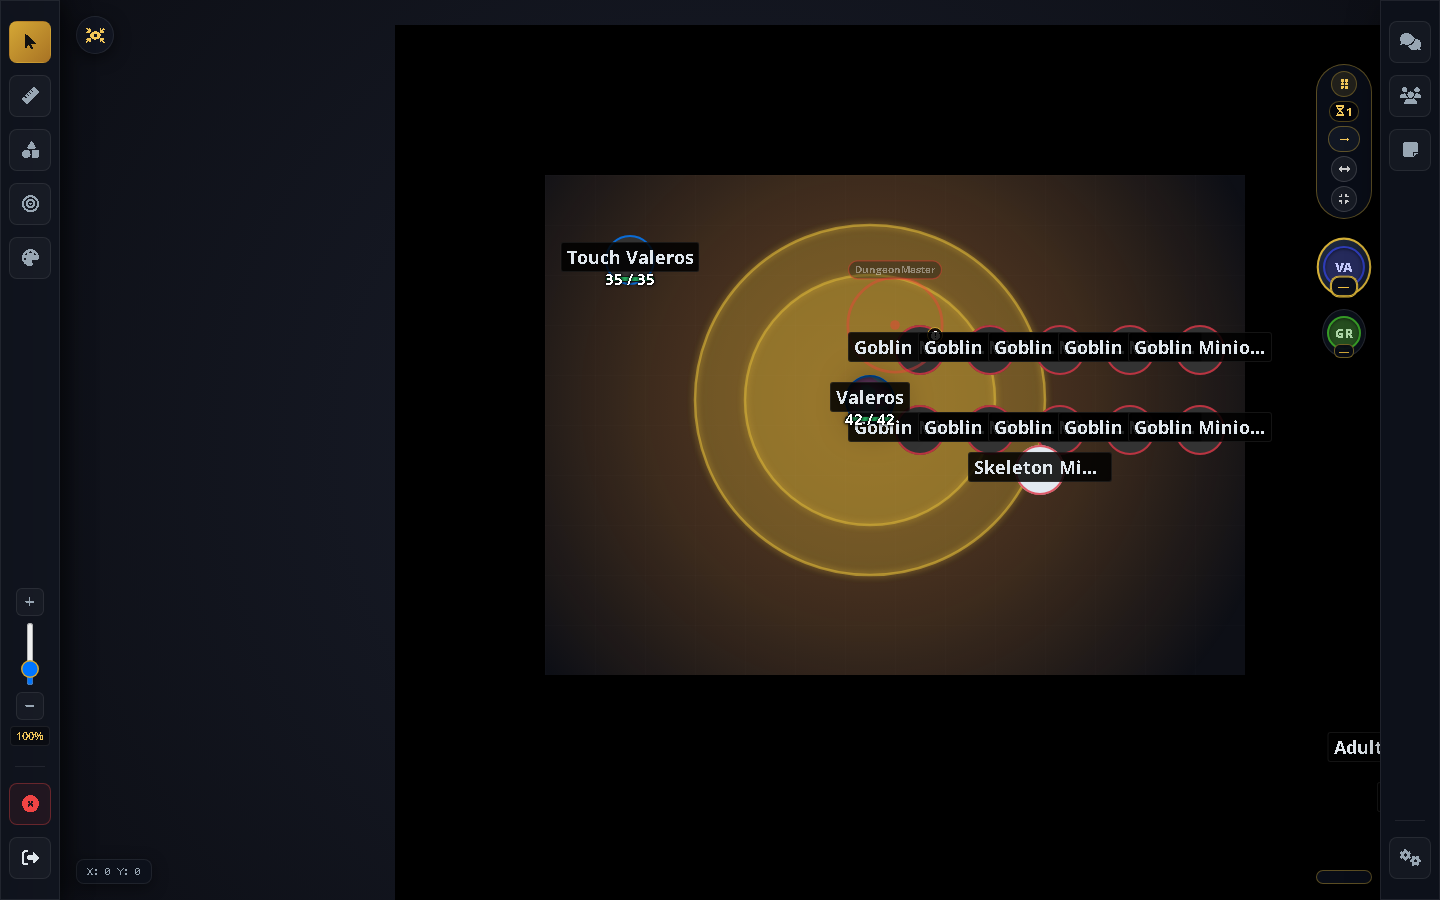 1
VA
GR
Touch Valeros
35 / 35
DungeonMaster
Goblin Goblin Goblin Goblin Goblin Minio...
Valeros
42 / 42
Goblin Goblin Goblin Goblin Goblin Minio...
Skeleton Mi...
100%
Adult
X: 0 Y: 0